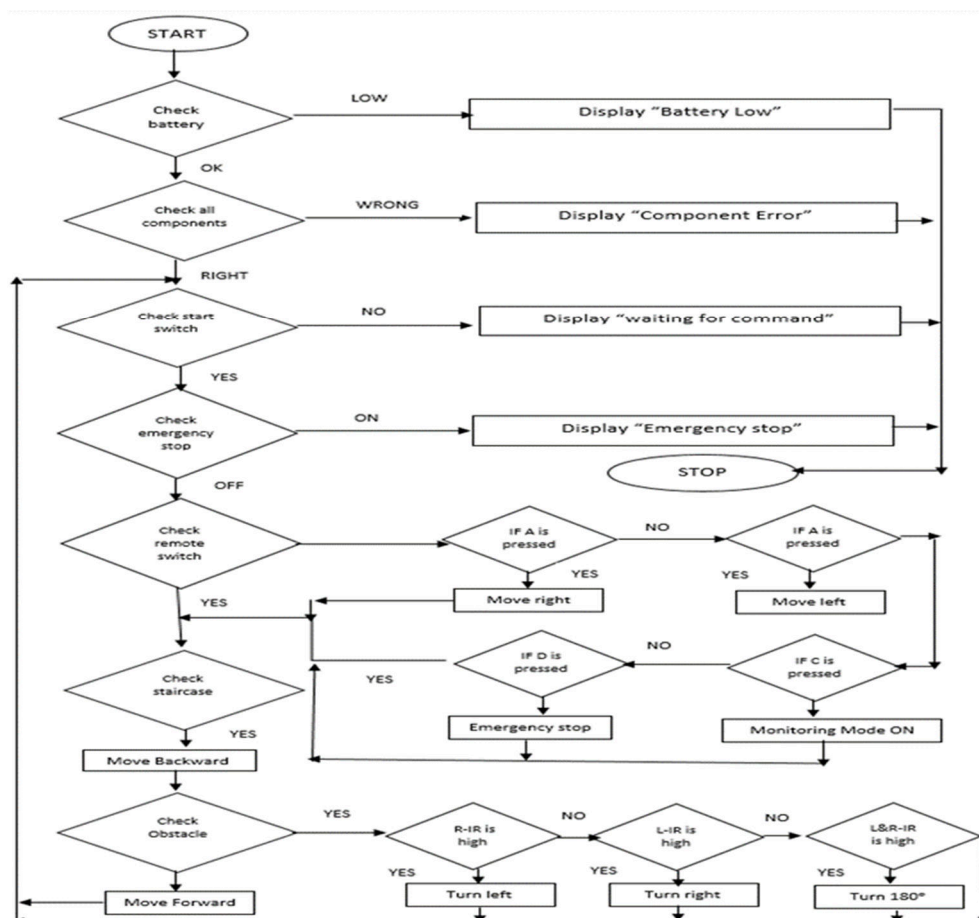 START
Check
battery
LOW
Display “Battery Low”
OK
Check all
components
WRONG
Display “Component Error”
RIGHT
Check start
switch
NO
Display “waiting for command”
YES
Check
emergency
stop
ON
Display “Emergency stop”
STOP
OFF
Check
remote
switch
IF A is
pressed
NO
IF A is
pressed
YES
YES
Move right
Move left
YES
IF D is
pressed
NO
IF C is
pressed
YES
Check
staircase
Emergency stop
Monitoring Mode ON
YES
Move Backward
Check
Obstacle
YES
R-IR is
high
NO
L-IR is
high
NO
L&R-IR
is high
YES
YES
YES
Move Forward
Turn left
Turn right
Turn 180°